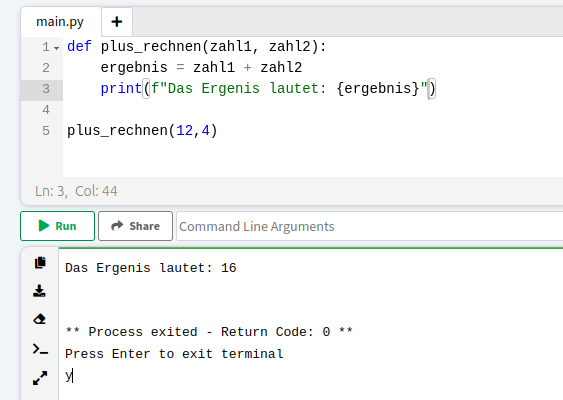 main.py +
1 def plus_rechnen(zahl1, zahl2):
2     ergebnis = zahl1 + zahl2
3     print(f"Das Ergenis lautet: {ergebnis}")
4
5 plus_rechnen(12,4)
Ln: 3, Col: 44
Run Share Command Line Arguments
Das Ergenis lautet: 16
** Process exited - Return Code: 0 **
Press Enter to exit terminal
y